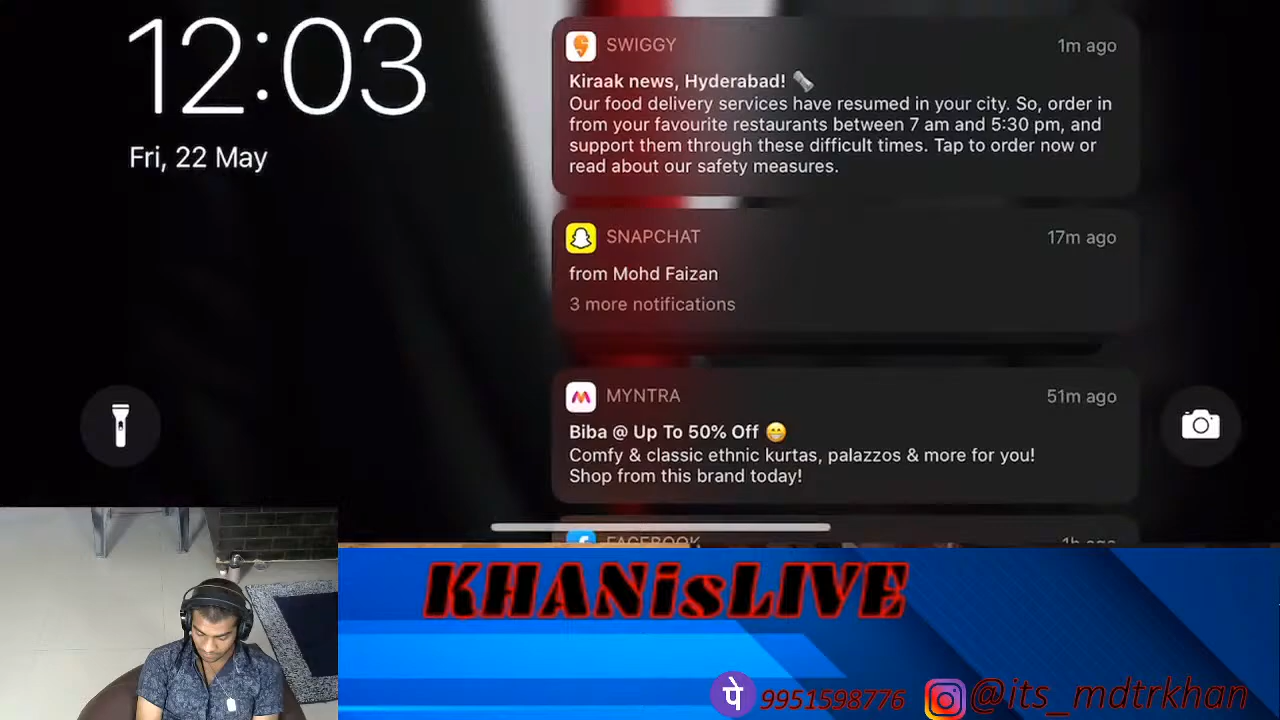 12:03
Fri, 22 May
SWIGGY
1m ago
Kiraak news, Hyderabad! 🗞️
Our food delivery services have resumed in your city. So, order in
from your favourite restaurants between 7 am and 5:30 pm, and
support them through these difficult times. Tap to order now or
read about our safety measures.
SNAPCHAT
17m ago
from Mohd Faizan
3 more notifications
MYNTRA
51m ago
Biba @ Up To 50% Off 😁
Comfy & classic ethnic kurtas, palazzos & more for you!
Shop from this brand today!
FACEBOOK
1h ago
KHANisLIVE
पे 9951598776
@its_mdtrkhan